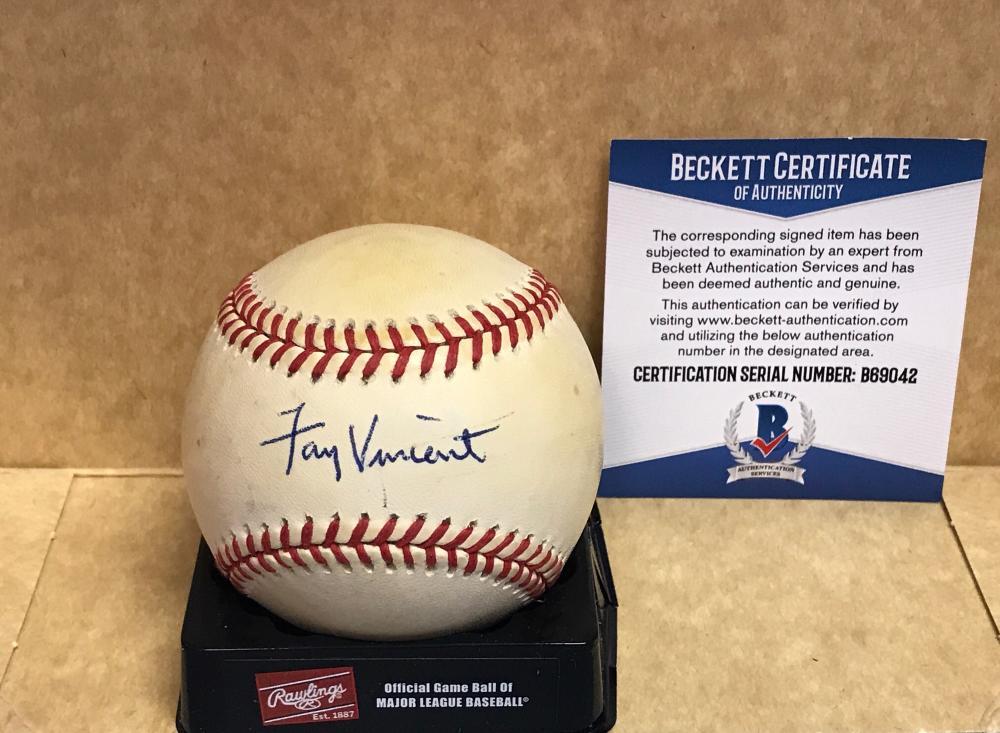 Fay Vincent
Rawlings
Est. 1887
Official Game Ball Of
MAJOR LEAGUE BASEBALL®
BECKETT CERTIFICATE
OF AUTHENTICITY
The corresponding signed item has been
subjected to examination by an expert from
Beckett Authentication Services and has
been deemed authentic and genuine.
This authentication can be verified by
visiting www.beckett-authentication.com
and utilizing the below authentication
number in the designated area.
CERTIFICATION SERIAL NUMBER: B69042
BECKETT
B
AUTHENTICATION
SERVICES